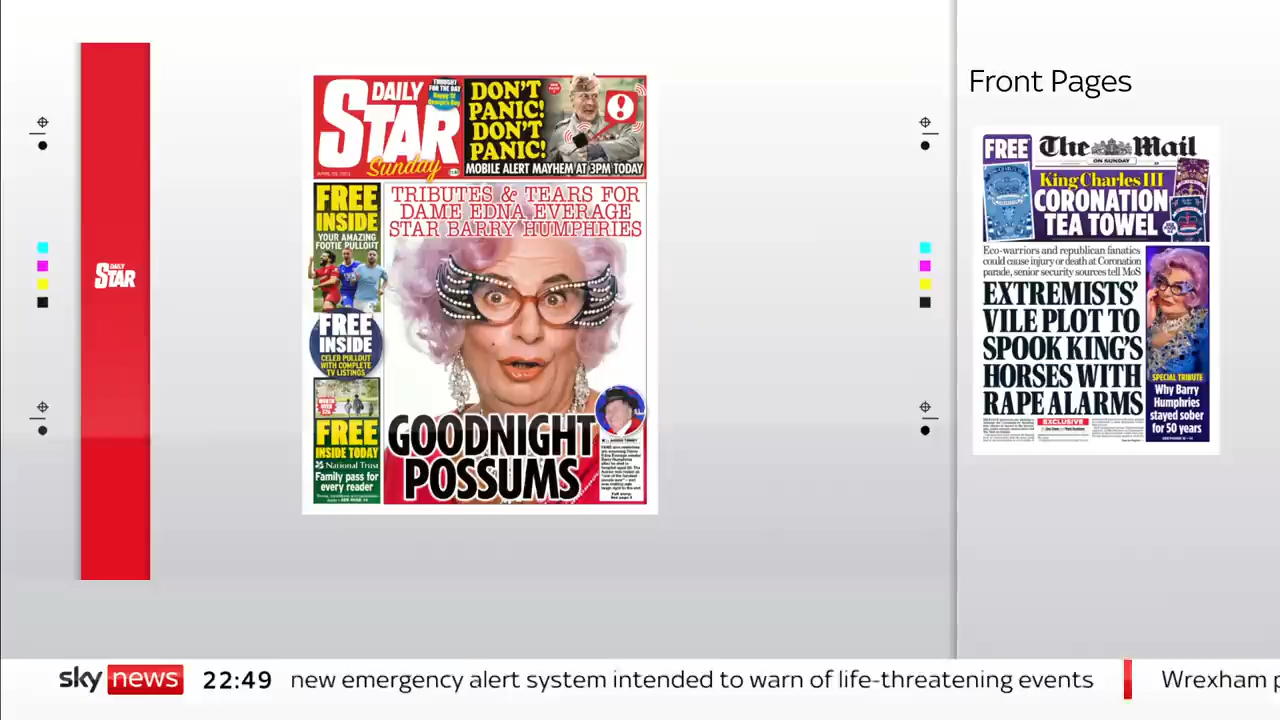 Front Pages
DAILY
STAR
Sunday
THOUGHT
FOR THE DAY
DON'T
PANIC!
DON'T
PANIC!
MOBILE ALERT MAYHEM AT 3PM TODAY
FREE
INSIDE
YOUR AMAZING
FOOTIE PULLOUT
FREE
INSIDE
CELEB PULLOUT
WITH COMPLETE
TV LISTINGS
FREE
INSIDE TODAY
National Trust
Family pass for
every reader
TRIBUTES & TEARS FOR
DAME EDNA EVERAGE
STAR BARRY HUMPHRIES
GOODNIGHT
POSSUMS
DAILY
STAR
FREE
The Mail
ON SUNDAY
King Charles III
CORONATION
TEA TOWEL
Eco-warriors and republican fanatics
could cause injury or death at Coronation
parade, senior security sources tell MoS
EXTREMISTS'
VILE PLOT TO
SPOOK KING'S
HORSES WITH
RAPE ALARMS
EXCLUSIVE
SPECIAL TRIBUTE
Why Barry
Humphries
stayed sober
for 50 years
sky news 22:49 new emergency alert system intended to warn of life-threatening events Wrexham p